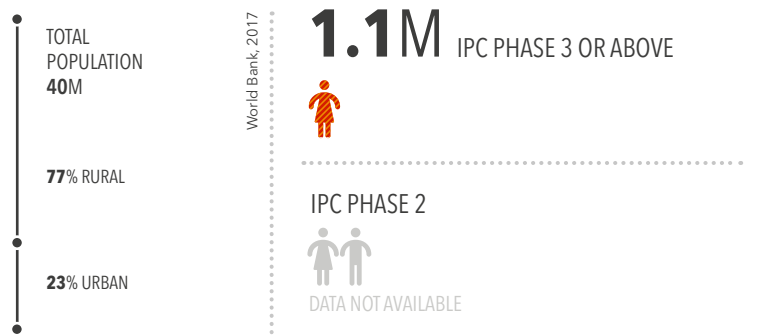 TOTAL
POPULATION
40M
77% RURAL
23% URBAN
World Bank, 2017
1.1M IPC PHASE 3 OR ABOVE
IPC PHASE 2
DATA NOT AVAILABLE